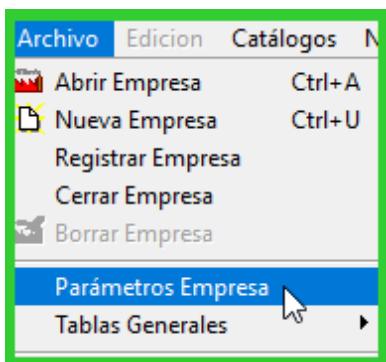 Archivo Edicion Catálogos N
Abrir Empresa Ctrl+A
Nueva Empresa Ctrl+U
Registrar Empresa
Cerrar Empresa
Borrar Empresa
Parámetros Empresa
Tablas Generales